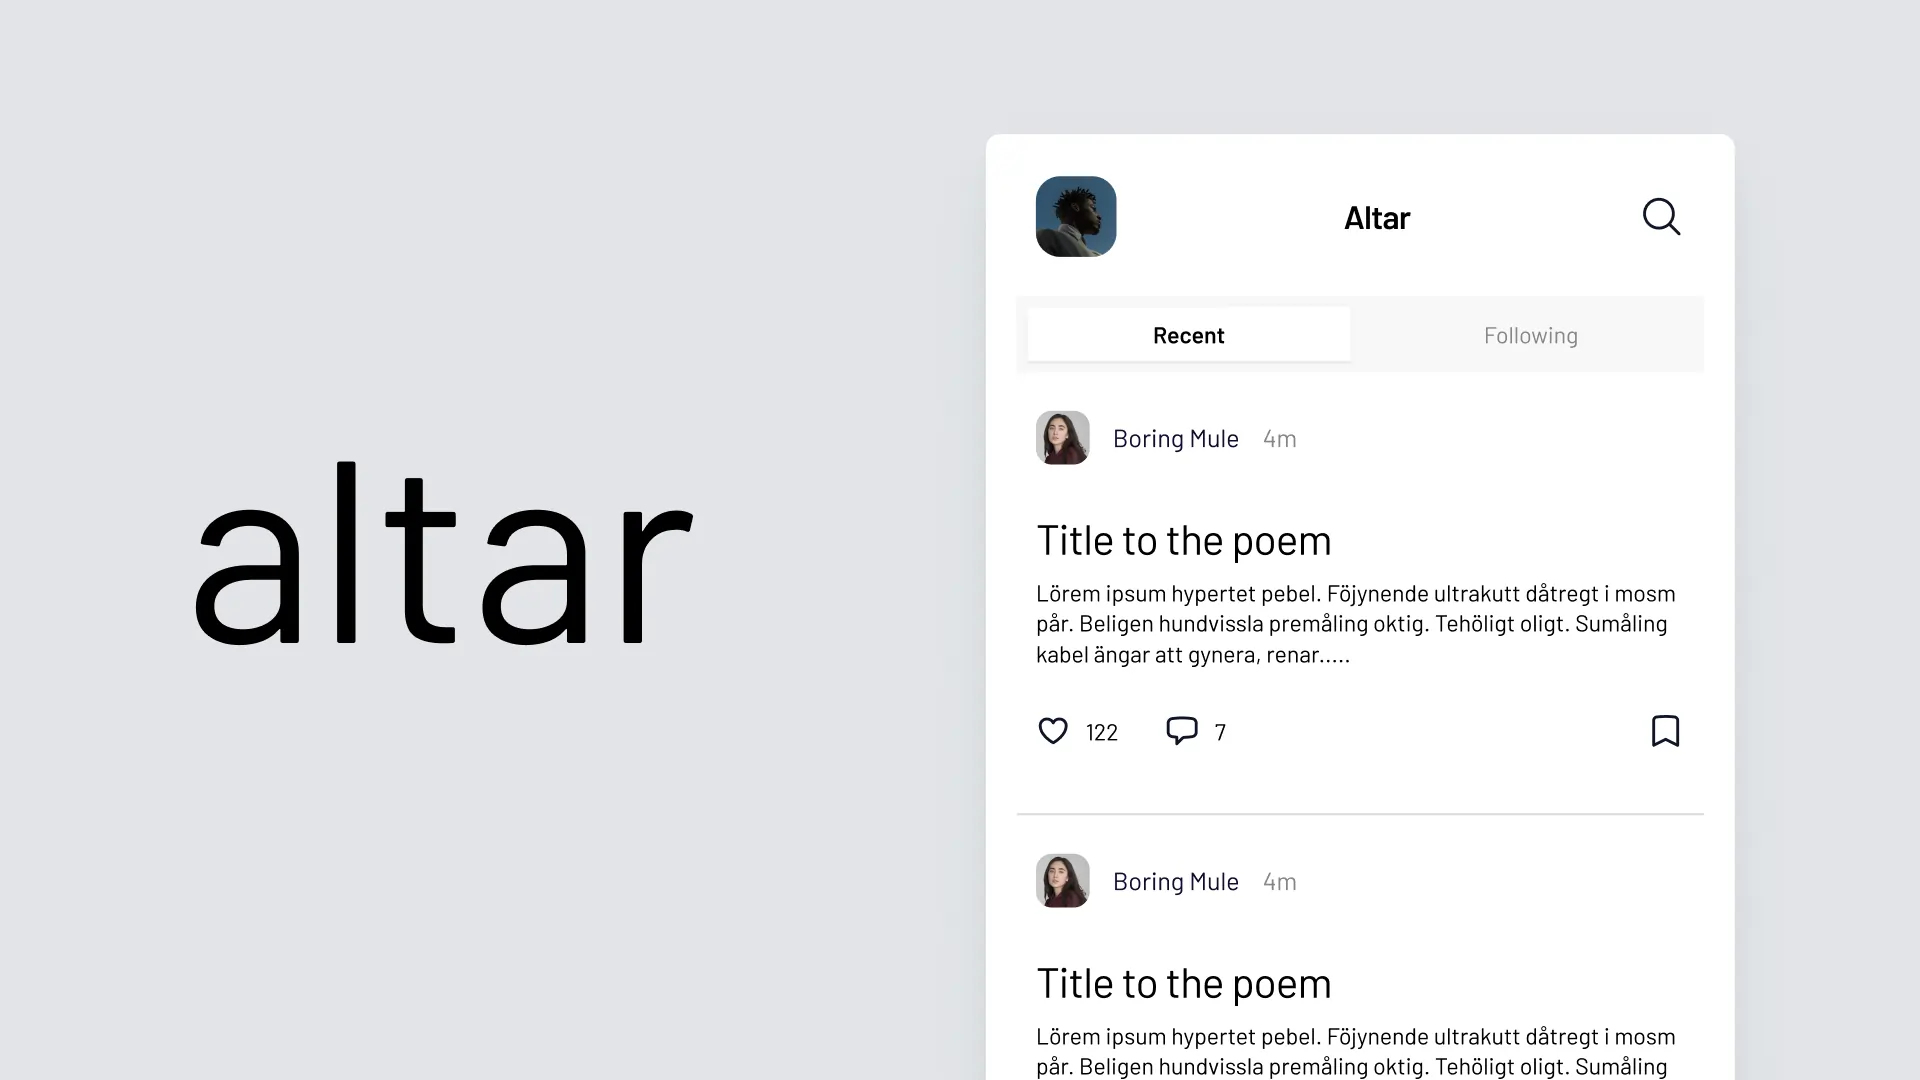 altar
Altar
Recent
Following
Boring Mule 4m
Title to the poem
Lörem ipsum hypertet pebel. Föjynende ultrakutt dåtregt i mosm
pår. Beligen hundvissla premåling oktig. Tehöligt oligt. Sumåling
kabel ängar att gynera, renar.....
122 7
Boring Mule 4m
Title to the poem
Lörem ipsum hypertet pebel. Föjynende ultrakutt dåtregt i mosm
pår. Beligen hundvissla premåling oktig. Tehöligt oligt. Sumåling